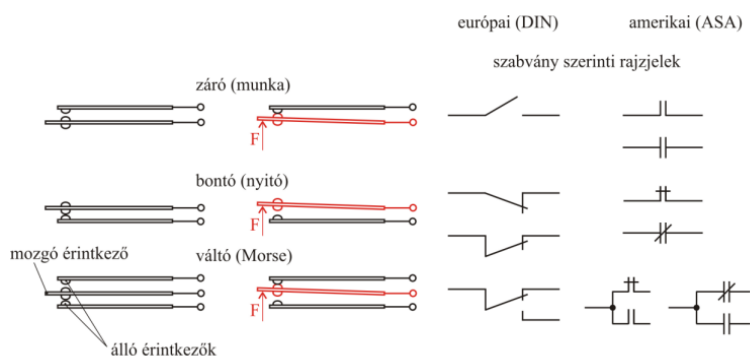 európai (DIN) amerikai (ASA)
szabvány szerinti rajzjelek
záró (munka)
F
bontó (nyitó)
F
mozgó érintkező
váltó (Morse)
F
álló érintkezők